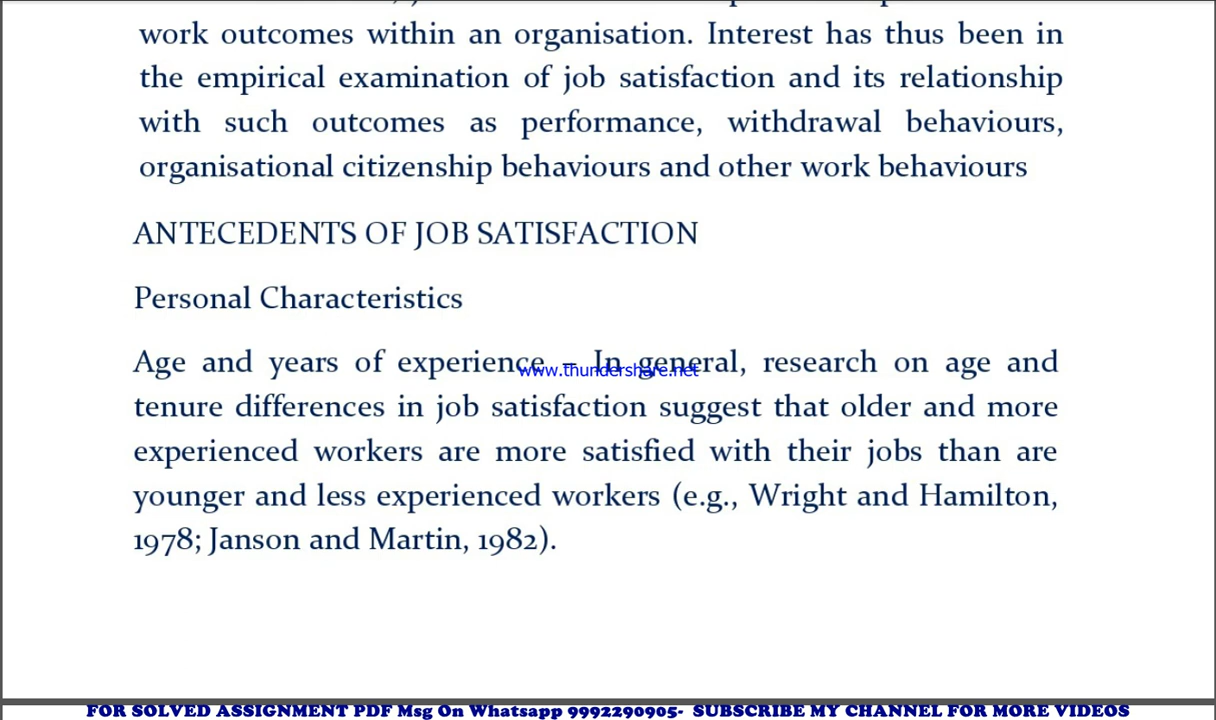 work outcomes within an organisation. Interest has thus been in
the empirical examination of job satisfaction and its relationship
with such outcomes as performance, withdrawal behaviours,
organisational citizenship behaviours and other work behaviours
ANTECEDENTS OF JOB SATISFACTION
Personal Characteristics
Age and years of experience – In general, research on age and
www.thundershare.net
tenure differences in job satisfaction suggest that older and more
experienced workers are more satisfied with their jobs than are
younger and less experienced workers (e.g., Wright and Hamilton,
1978; Janson and Martin, 1982).
FOR SOLVED ASSIGNMENT PDF Msg On Whatsapp 9992290905- SUBSCRIBE MY CHANNEL FOR MORE VIDEOS